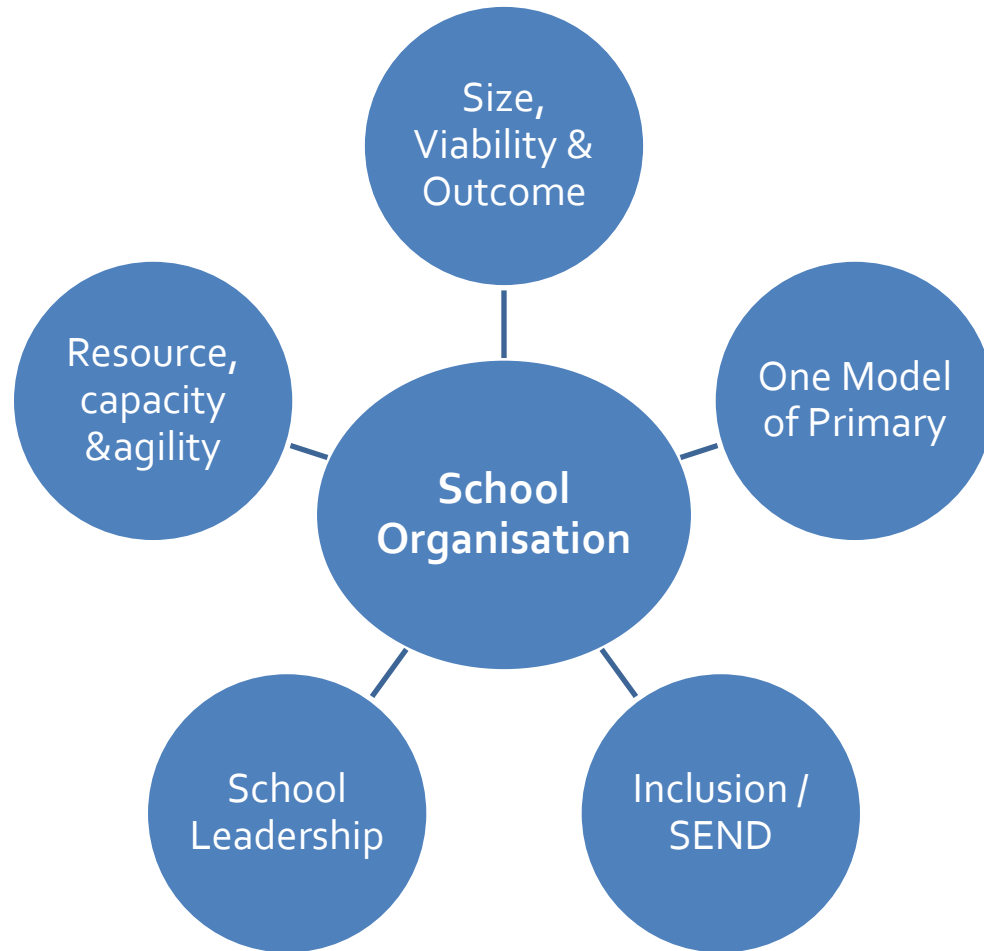 Size,
Viability &
Outcome
One Model
of Primary
Inclusion /
SEND
School
Leadership
Resource,
capacity
&agility
School
Organisation